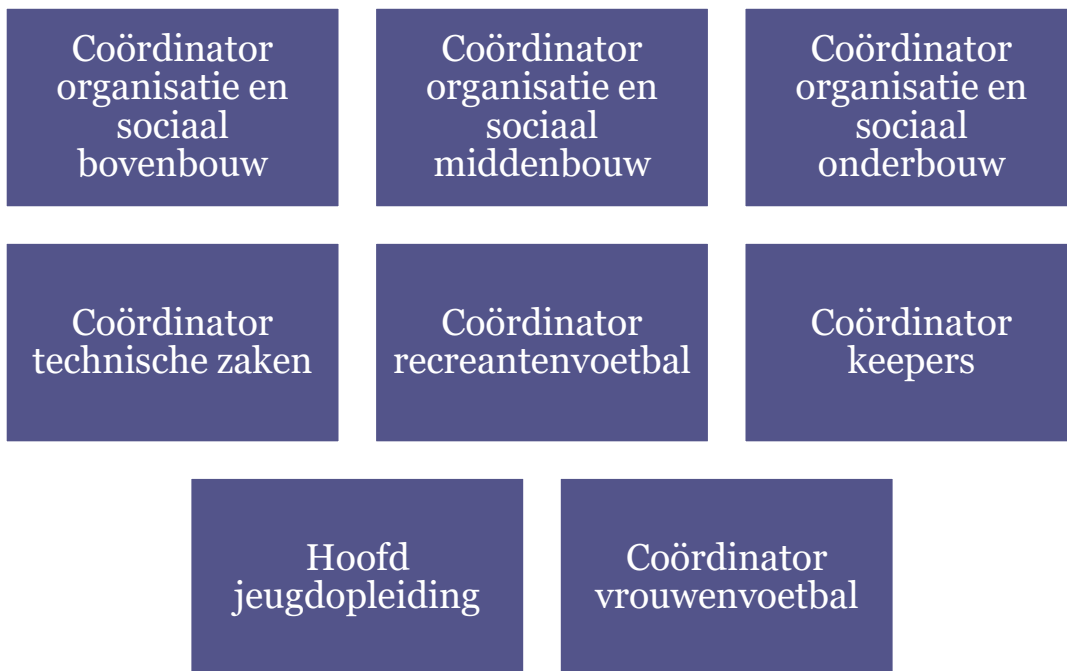 Coördinator
organisatie en
sociaal
bovenbouw
Coördinator
organisatie en
sociaal
middenbouw
Coördinator
organisatie en
sociaal
onderbouw
Coördinator
technische zaken
Coördinator
recreantenvoetbal
Coördinator
keepers
Hoofd
jeugdopleiding
Coördinator
vrouwenvoetbal